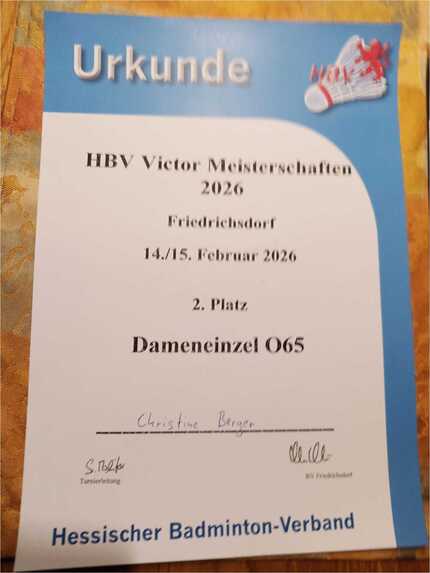 Urkunde
HBV
HBV Victor Meisterschaften
2026
Friedrichsdorf
14./15. Februar 2026
2. Platz
Dameneinzel O65
Christine Berger
Turnierleitung
BV Friedrichsdorf
Hessischer Badminton-Verband